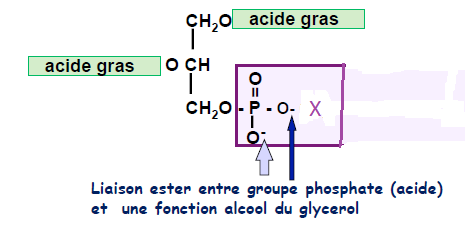 CH2O acide gras
acide gras O CH
O
CH2O - P - O- X
O-
Liaison ester entre groupe phosphate (acide)
et une fonction alcool du glycerol